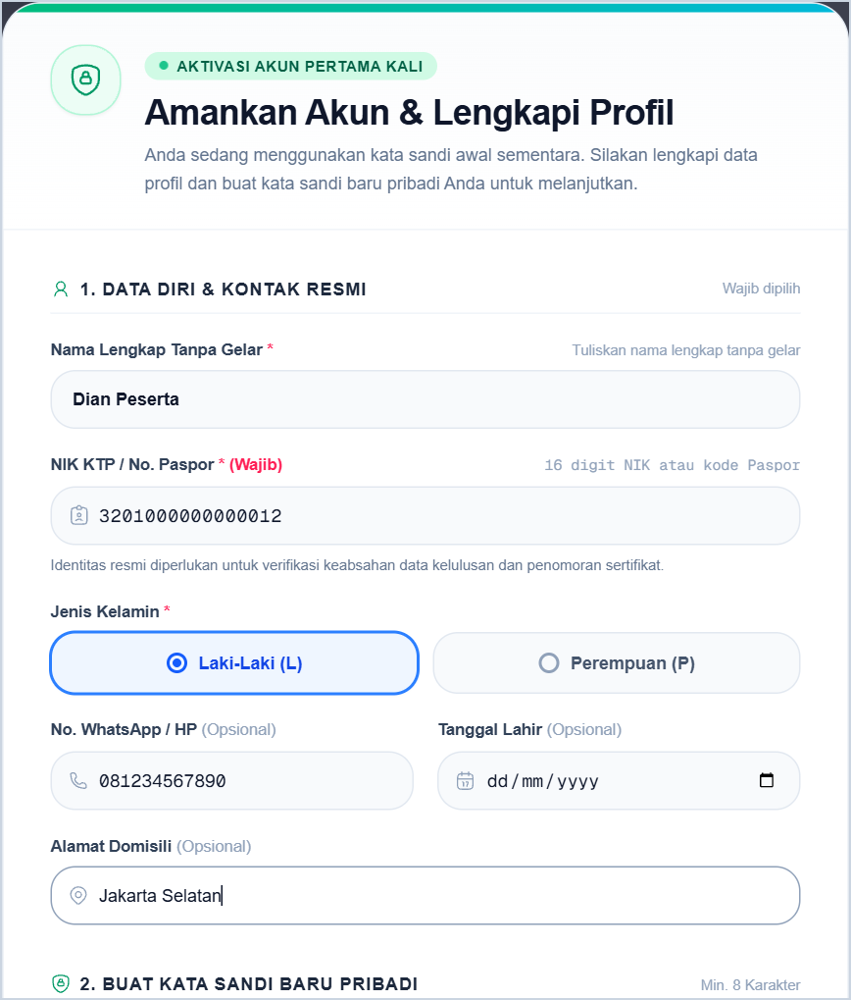 AKTIVASI AKUN PERTAMA KALI
Amankan Akun & Lengkapi Profil
Anda sedang menggunakan kata sandi awal sementara. Silakan lengkapi data
profil dan buat kata sandi baru pribadi Anda untuk melanjutkan.
1. DATA DIRI & KONTAK RESMI Wajib dipilih
Nama Lengkap Tanpa Gelar * Tuliskan nama lengkap tanpa gelar
Dian Peserta
NIK KTP / No. Paspor * (Wajib) 16 digit NIK atau kode Paspor
3201000000000012
Identitas resmi diperlukan untuk verifikasi keabsahan data kelulusan dan penomoran sertifikat.
Jenis Kelamin *
Laki-Laki (L) Perempuan (P)
No. WhatsApp / HP (Opsional) Tanggal Lahir (Opsional)
081234567890 17 dd/mm/yyyy
Alamat Domisili (Opsional)
Jakarta Selatan
2. BUAT KATA SANDI BARU PRIBADI Min. 8 Karakter